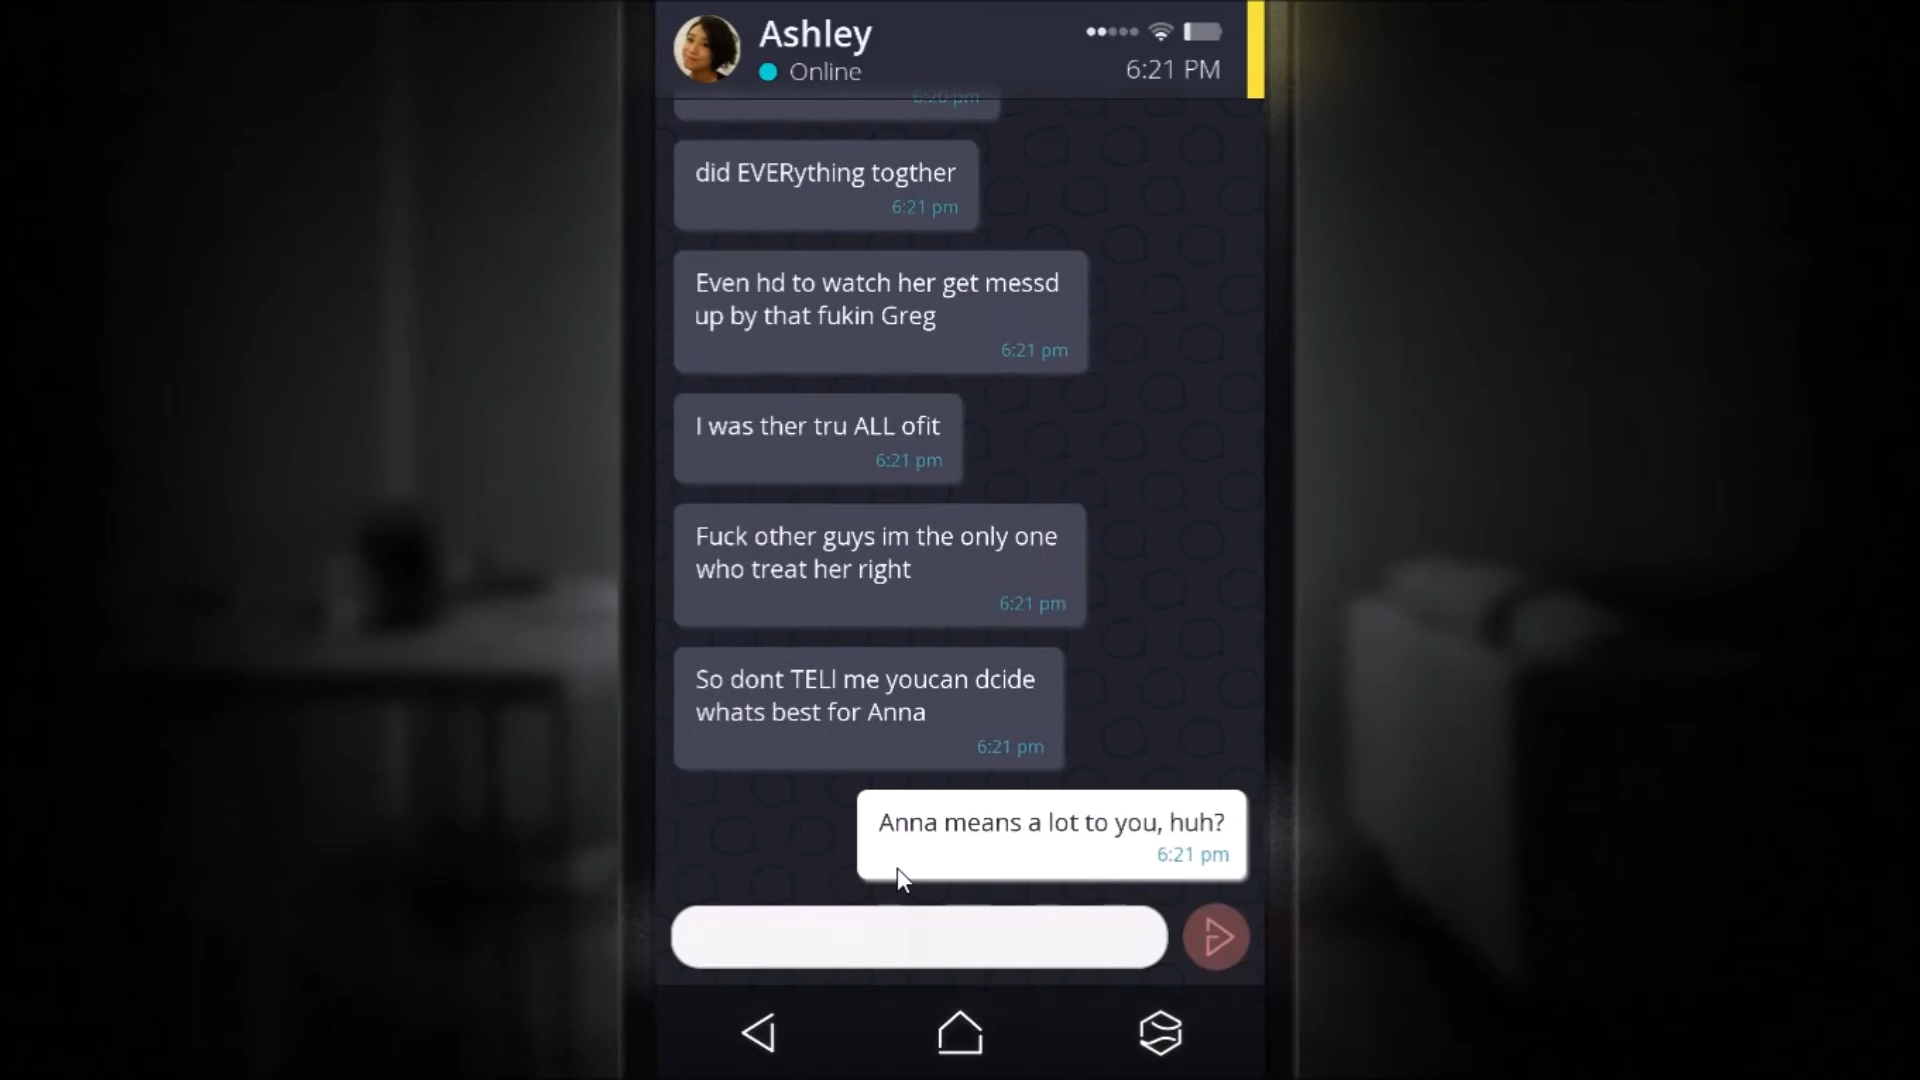 Ashley
Online
6:21 PM
6:20 pm
did EVERything togther
6:21 pm
Even hd to watch her get messd
up by that fukin Greg
6:21 pm
I was ther tru ALL ofit
6:21 pm
Fuck other guys im the only one
who treat her right
6:21 pm
So dont TELl me youcan dcide
whats best for Anna
6:21 pm
Anna means a lot to you, huh?
6:21 pm